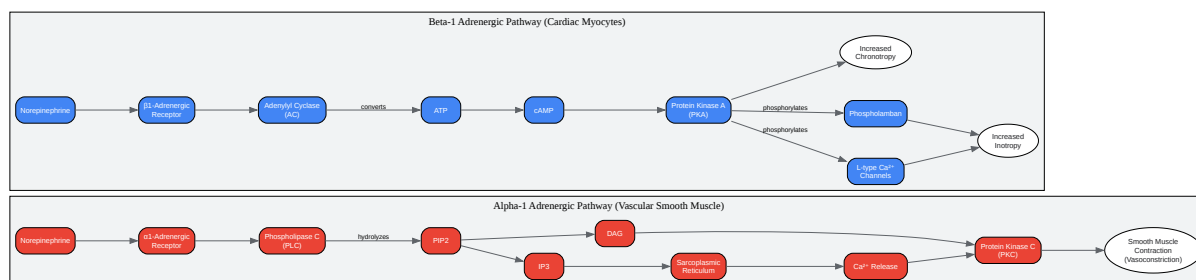 Beta-1 Adrenergic Pathway (Cardiac Myocytes)
Increased
Chronotropy
Norepinephrine
β1-Adrenergic
Receptor
Adenylyl Cyclase
(AC)
converts
ATP
cAMP
Protein Kinase A
(PKA)
phosphorylates
Phospholamban
phosphorylates
Increased
Inotropy
L-type Ca²⁺
Channels
Alpha-1 Adrenergic Pathway (Vascular Smooth Muscle)
Norepinephrine
α1-Adrenergic
Receptor
Phospholipase C
(PLC)
hydrolyzes
PIP2
DAG
IP3
Sarcoplasmic
Reticulum
Ca²⁺ Release
Protein Kinase C
(PKC)
Smooth Muscle
Contraction
(Vasoconstriction)